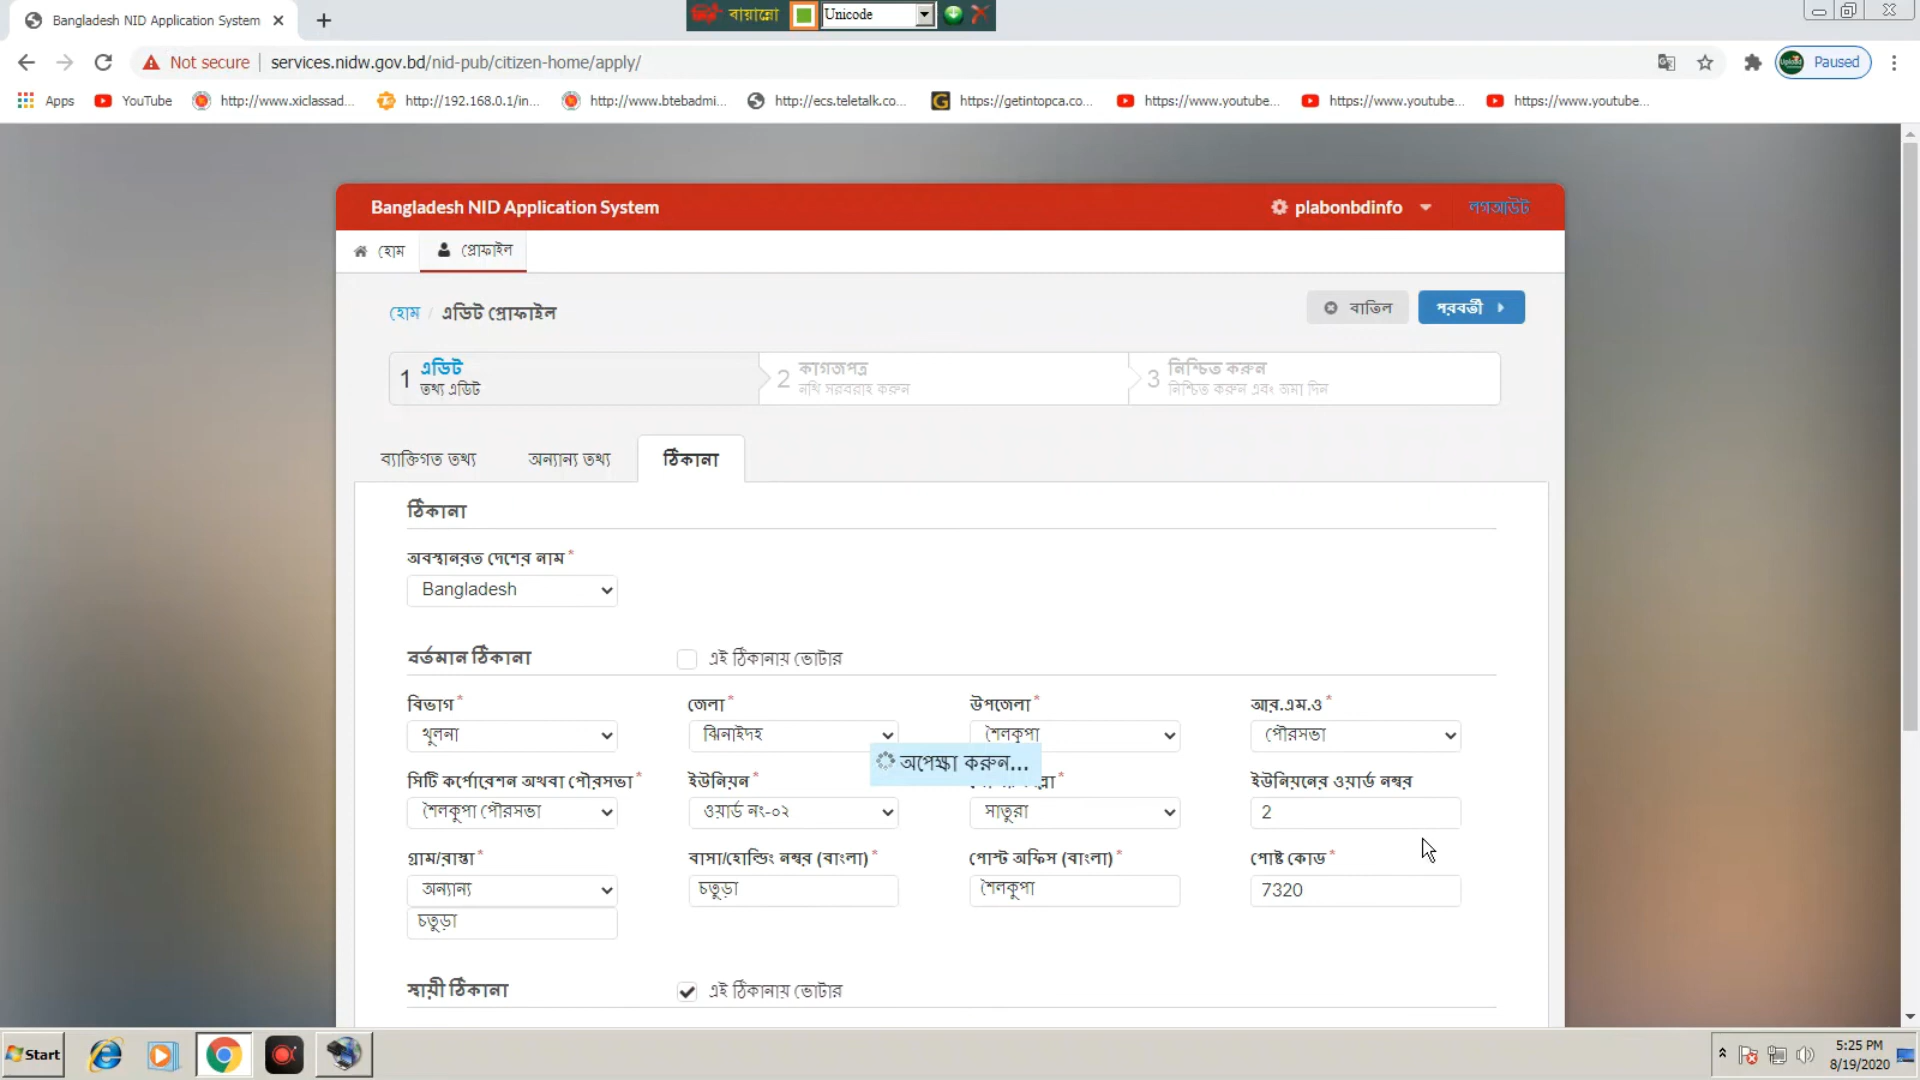 Bangladesh NID Application System
বায়ান্নো
Unicode
Not secure
services.nidw.gov.bd/nid-pub/citizen-home/apply/
Paused
Apps
YouTube
http://www.xiclassad...
http://192.168.0.1/in...
http://www.btebadmi...
http://ecs.teletalk.co...
https://getintopca.co...
https://www.youtube...
https://www.youtube...
https://www.youtube...
Bangladesh NID Application System
plabonbdinfo
লগআউট
হোম
প্রোফাইল
হোম / এডিট প্রোফাইল
বাতিল
পরবর্তী
1 এডিট
তথ্য এডিট
2 কাগজপত্র
নথি সরবরাহ করুন
3 নিশ্চিত করুন
নিশ্চিত করুন এবং জমা দিন
ব্যাক্তিগত তথ্য
অন্যান্য তথ্য
ঠিকানা
ঠিকানা
অবস্থানরত দেশের নাম *
Bangladesh
বর্তমান ঠিকানা
এই ঠিকানায় ভোটার
বিভাগ * জেলা * উপজেলা * আর.এম.ও *
খুলনা ঝিনাইদহ শৈলকুপা পৌরসভা
অপেক্ষা করুন...
সিটি কর্পোরেশন অথবা পৌরসভা * ইউনিয়ন * ইউনিয়নের ওয়ার্ড নম্বর
শৈলকুপা পৌরসভা ওয়ার্ড নং-০২ সাতুরা 2
গ্রাম/রাস্তা * বাসা/হোল্ডিং নম্বর (বাংলা) * পোস্ট অফিস (বাংলা) * পোষ্ট কোড *
অন্যান্য চতুড়া শৈলকুপা 7320
চতুড়া
স্থায়ী ঠিকানা
এই ঠিকানায় ভোটার
Start
5:25 PM
8/19/2020